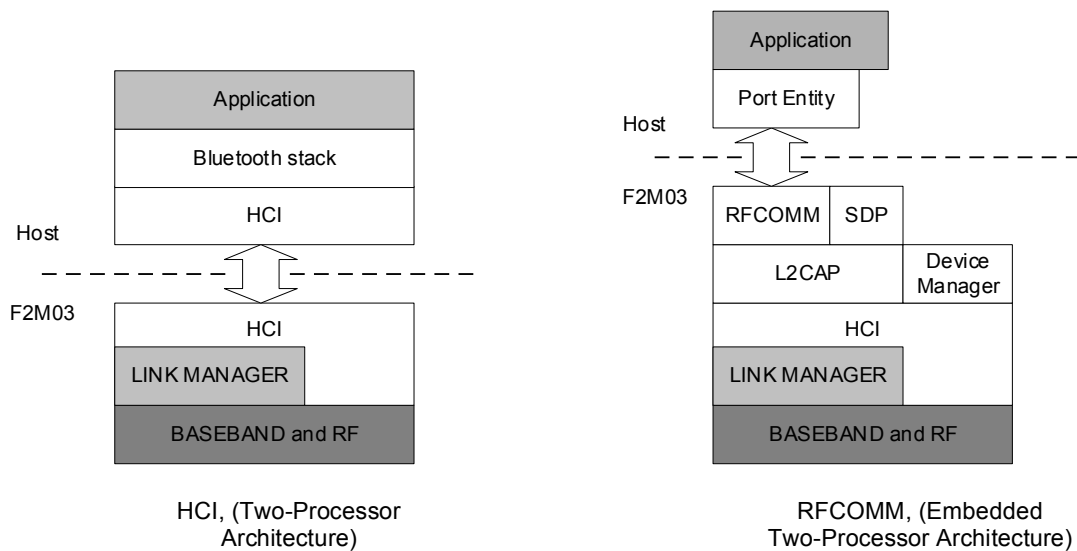 Application
Bluetooth stack
HCI
Host
F2M03
HCI
LINK MANAGER
BASEBAND and RF
HCI, (Two-Processor
Architecture)
Application
Port Entity
Host
F2M03
RFCOMM
SDP
L2CAP
Device
Manager
HCI
LINK MANAGER
BASEBAND and RF
RFCOMM, (Embedded
Two-Processor Architecture)